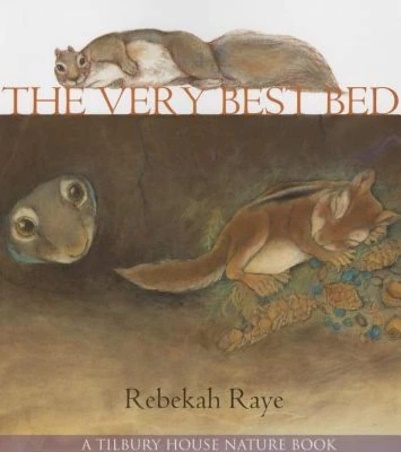 THE VERY BEST BED
Rebekah Raye
A TILBURY HOUSE NATURE BOOK